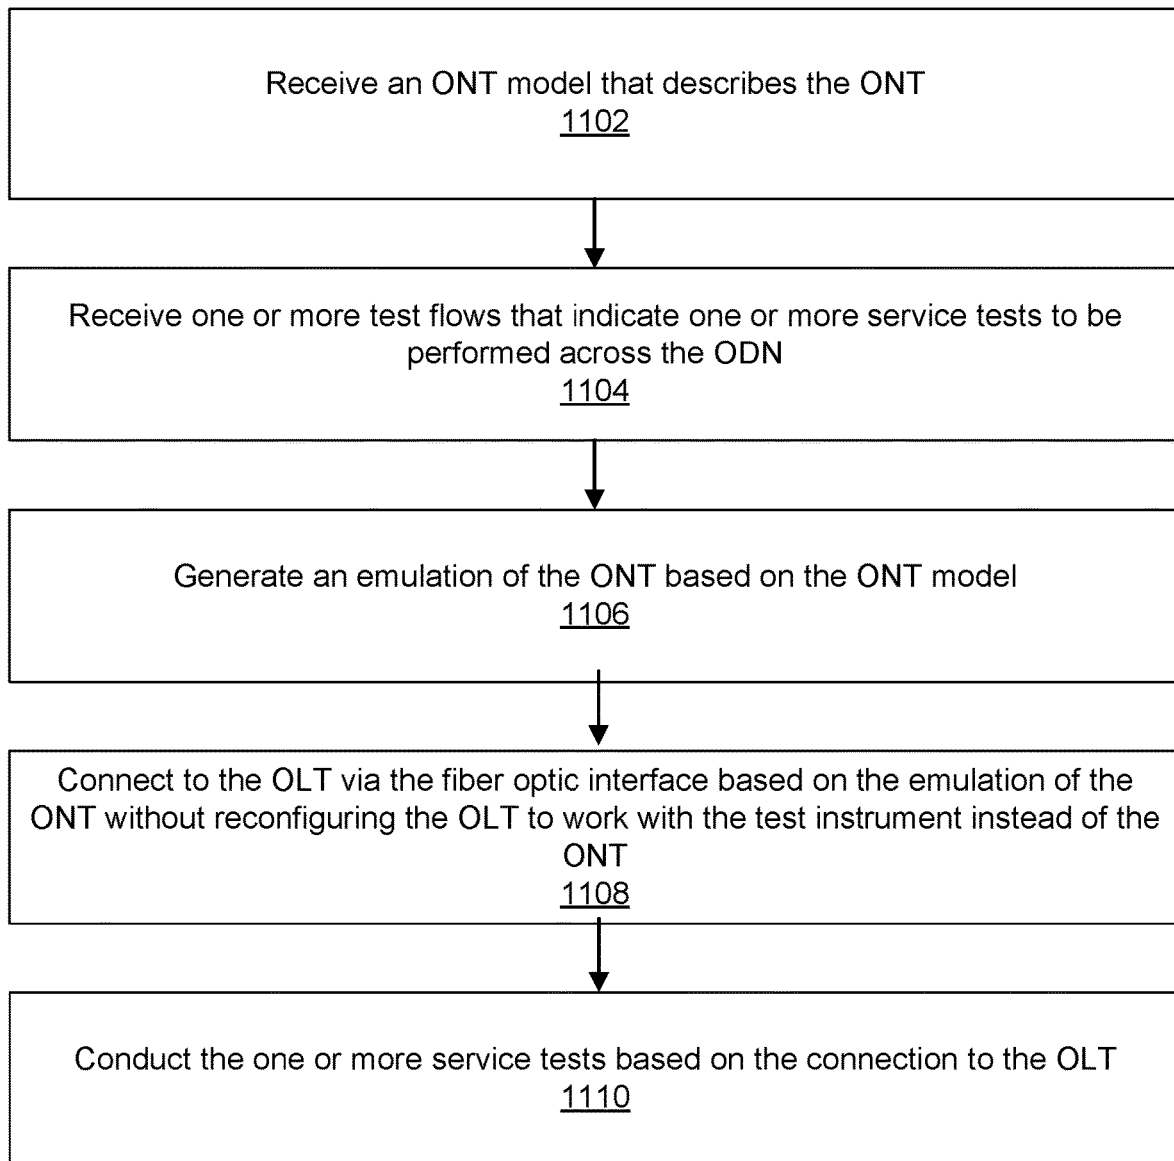 Receive an ONT model that describes the ONT
1102
Receive one or more test flows that indicate one or more service tests to be
performed across the ODN
1104
Generate an emulation of the ONT based on the ONT model
1106
Connect to the OLT via the fiber optic interface based on the emulation of the
ONT without reconfiguring the OLT to work with the test instrument instead of the
ONT
1108
Conduct the one or more service tests based on the connection to the OLT
1110